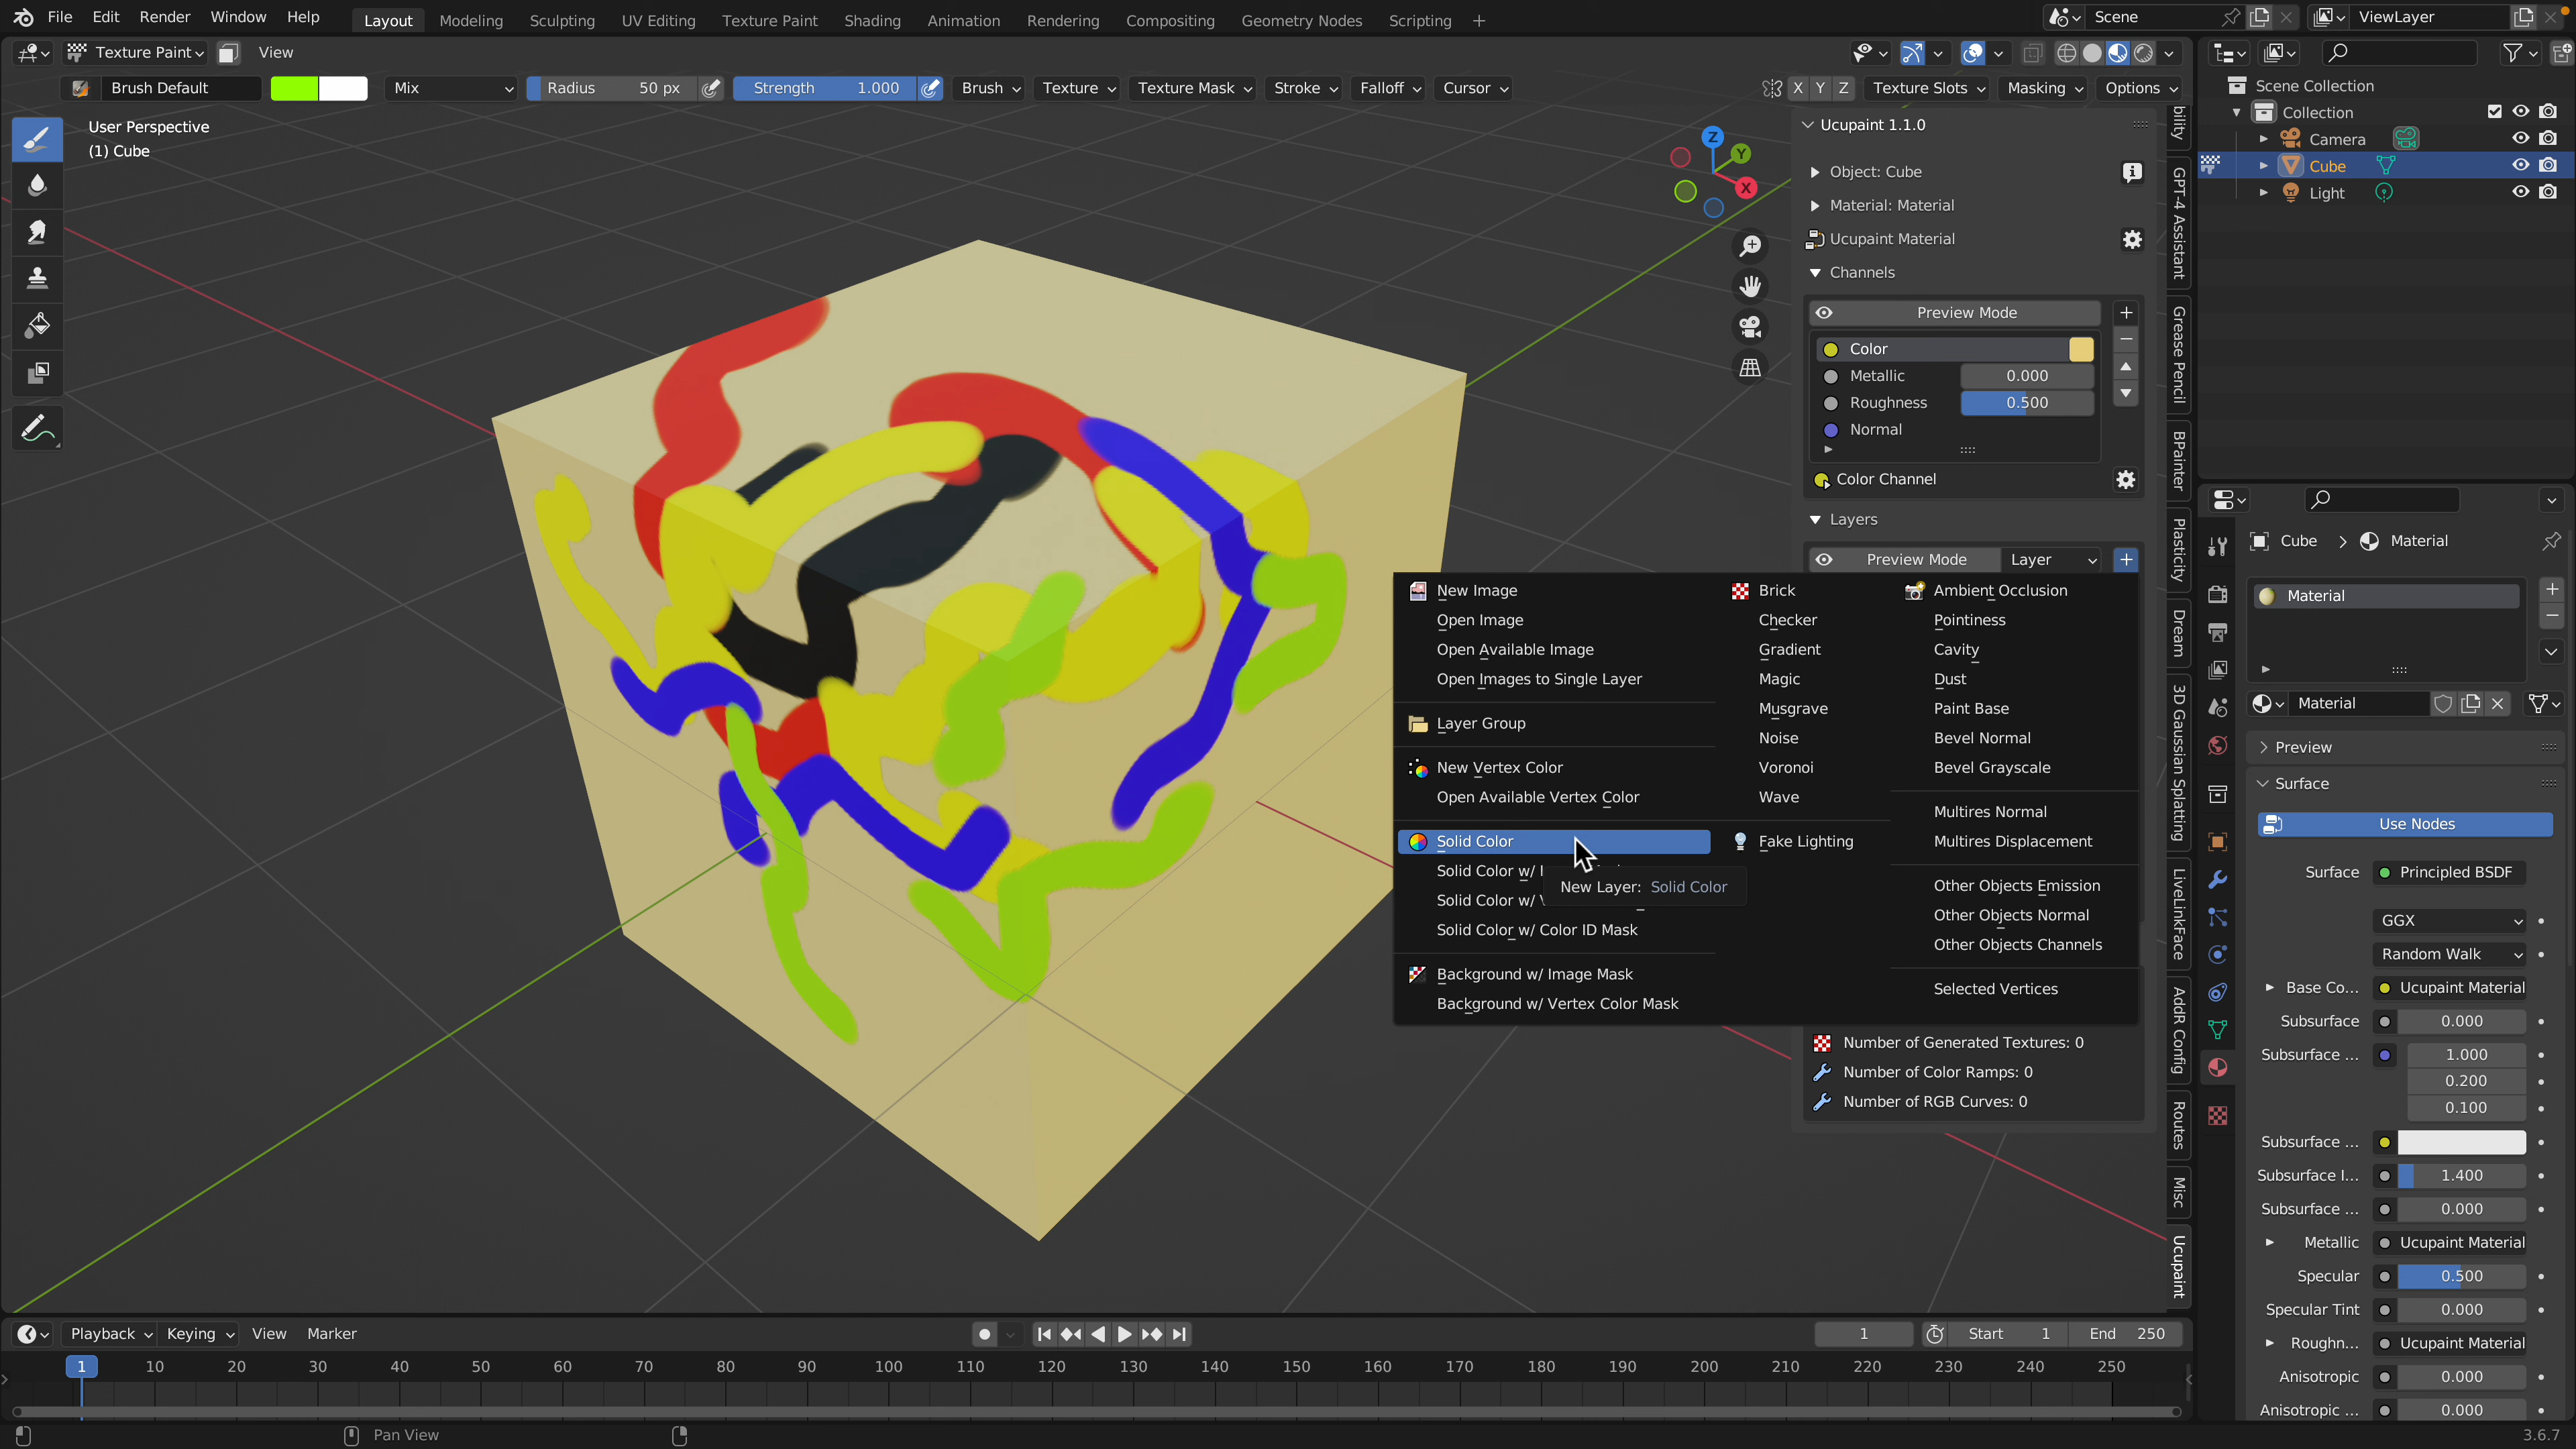 File Edit Render Window Help
Layout Modeling Sculpting UV Editing Texture Paint Shading Animation Rendering Compositing Geometry Nodes Scripting +
Scene
ViewLayer
Texture Paint View
Brush Default Mix Radius 50 px Strength 1.000 Brush Texture Texture Mask Stroke Falloff Cursor
X Y Z Texture Slots Masking Options
User Perspective
(1) Cube
Z
Y
X
Ucupaint 1.1.0
Object: Cube
Material: Material
Ucupaint Material
Channels
Preview Mode
Color
Metallic 0.000
Roughness 0.500
Normal
Color Channel
Layers
Preview Mode Layer
New Image
Open Image
Open Available Image
Open Images to Single Layer
Layer Group
New Vertex Color
Open Available Vertex Color
Solid Color
Solid Color w/
Solid Color w/
Solid Color w/ Color ID Mask
Background w/ Image Mask
Background w/ Vertex Color Mask
New Layer: Solid Color
Brick
Checker
Gradient
Magic
Musgrave
Noise
Voronoi
Wave
Fake Lighting
Ambient Occlusion
Pointiness
Cavity
Dust
Paint Base
Bevel Normal
Bevel Grayscale
Multires Normal
Multires Displacement
Other Objects Emission
Other Objects Normal
Other Objects Channels
Selected Vertices
Number of Generated Textures: 0
Number of Color Ramps: 0
Number of RGB Curves: 0
bility
GPT-4 Assistant
Grease Pencil
BPainter
Plasticity
Dream
3D Gaussian Splatting
LiveLinkFace
AddR Config
Routes
Misc
Ucupaint
Scene Collection
Collection
Camera
Cube
Light
Cube > Material
Material
Material
Preview
Surface
Use Nodes
Surface Principled BSDF
GGX
Random Walk
Base Co... Ucupaint Material
Subsurface 0.000
Subsurface ... 1.000
0.200
0.100
Subsurface ...
Subsurface I... 1.400
Subsurface ... 0.000
Metallic Ucupaint Material
Specular 0.500
Specular Tint 0.000
Roughn... Ucupaint Material
Anisotropic 0.000
Anisotropic ... 0.000
Playback Keying View Marker
1 Start 1 End 250
1 10 20 30 40 50 60 70 80 90 100 110 120 130 140 150 160 170 180 190 200 210 220 230 240 250
Pan View
3.6.7